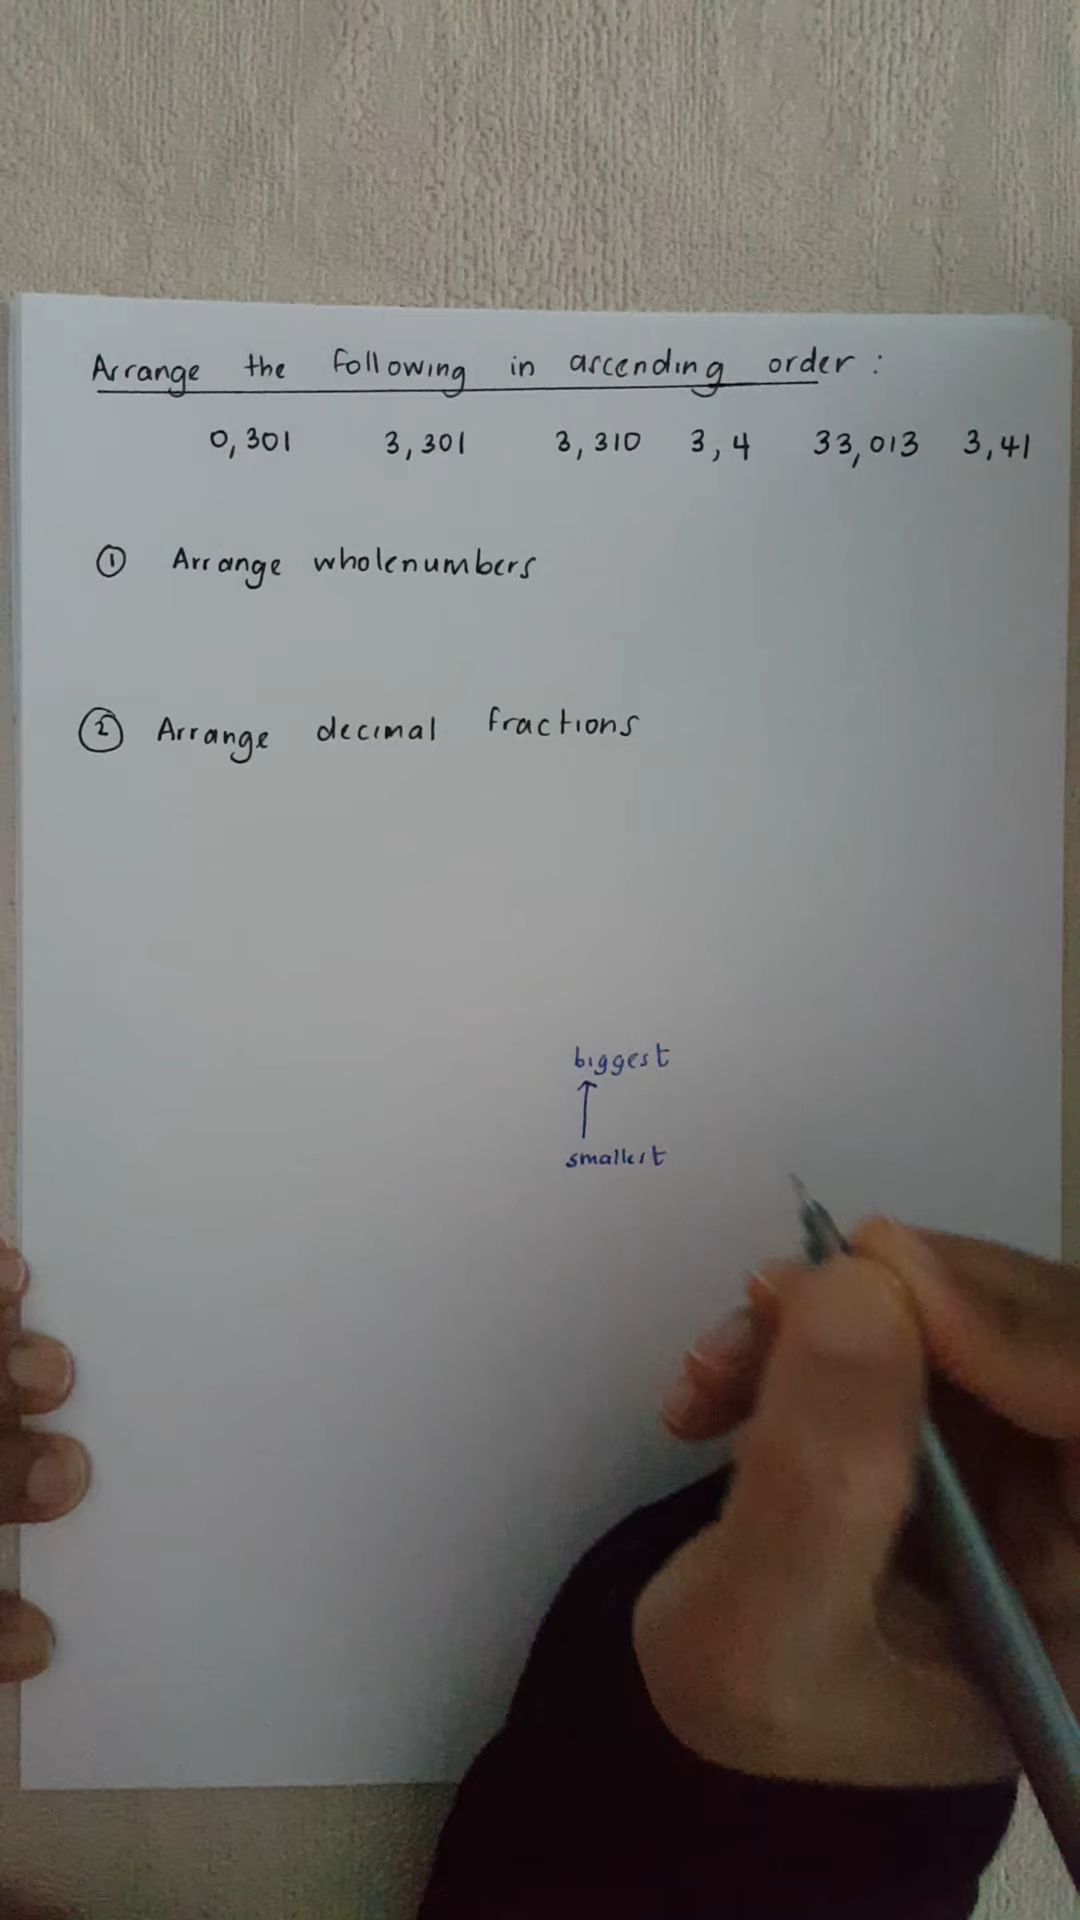 Arrange the following in ascending order :
0,301 3,301 3,310 3,4 33,013 3,41
① Arrange wholenumbers
② Arrange decimal fractions
biggest
↑
smallest